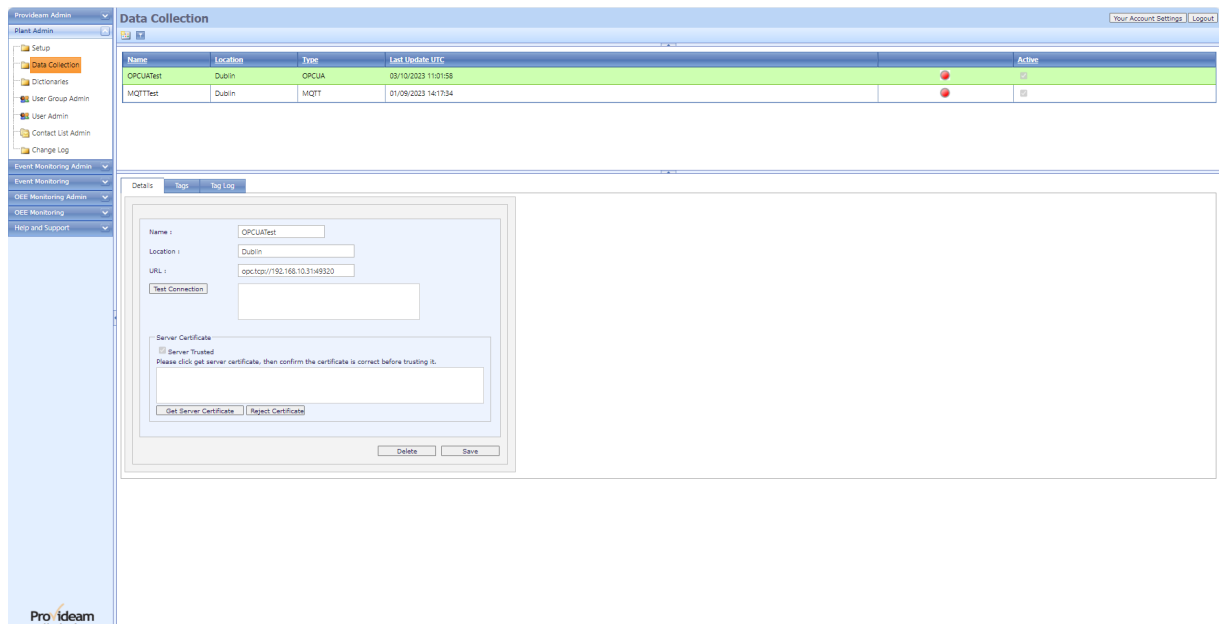 Provideam Admin
Plant Admin
Setup
Data Collection
Dictionaries
User Group Admin
User Admin
Contact List Admin
Change Log
Event Monitoring Admin
Event Monitoring
OEE Monitoring Admin
OEE Monitoring
Help and Support
Provideam
Data Collection
Your Account Settings Logout
Name Location Type Last Update UTC Active
OPCUATest Dublin OPCUA 03/10/2023 11:01:58
MQTTTest Dublin MQTT 01/09/2023 14:17:34
Details Tags Tag Log
Name : OPCUATest
Location : Dublin
URL : opc.tcp://192.168.10.31:49320
Test Connection
Server Certificate
Server Trusted
Please click get server certificate, then confirm the certificate is correct before trusting it.
Get Server Certificate Reject Certificate
Delete Save